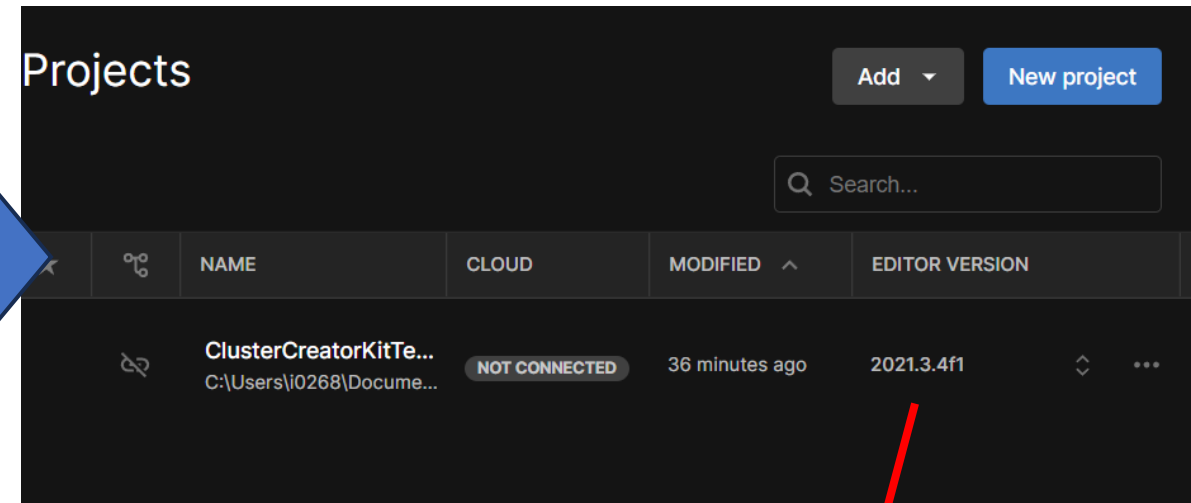 Projects
Add
New project
Search...
NAME
CLOUD
MODIFIED
EDITOR VERSION
ClusterCreatorKitTe...
C:\Users\i0268\Docume...
NOT CONNECTED
36 minutes ago
2021.3.4f1